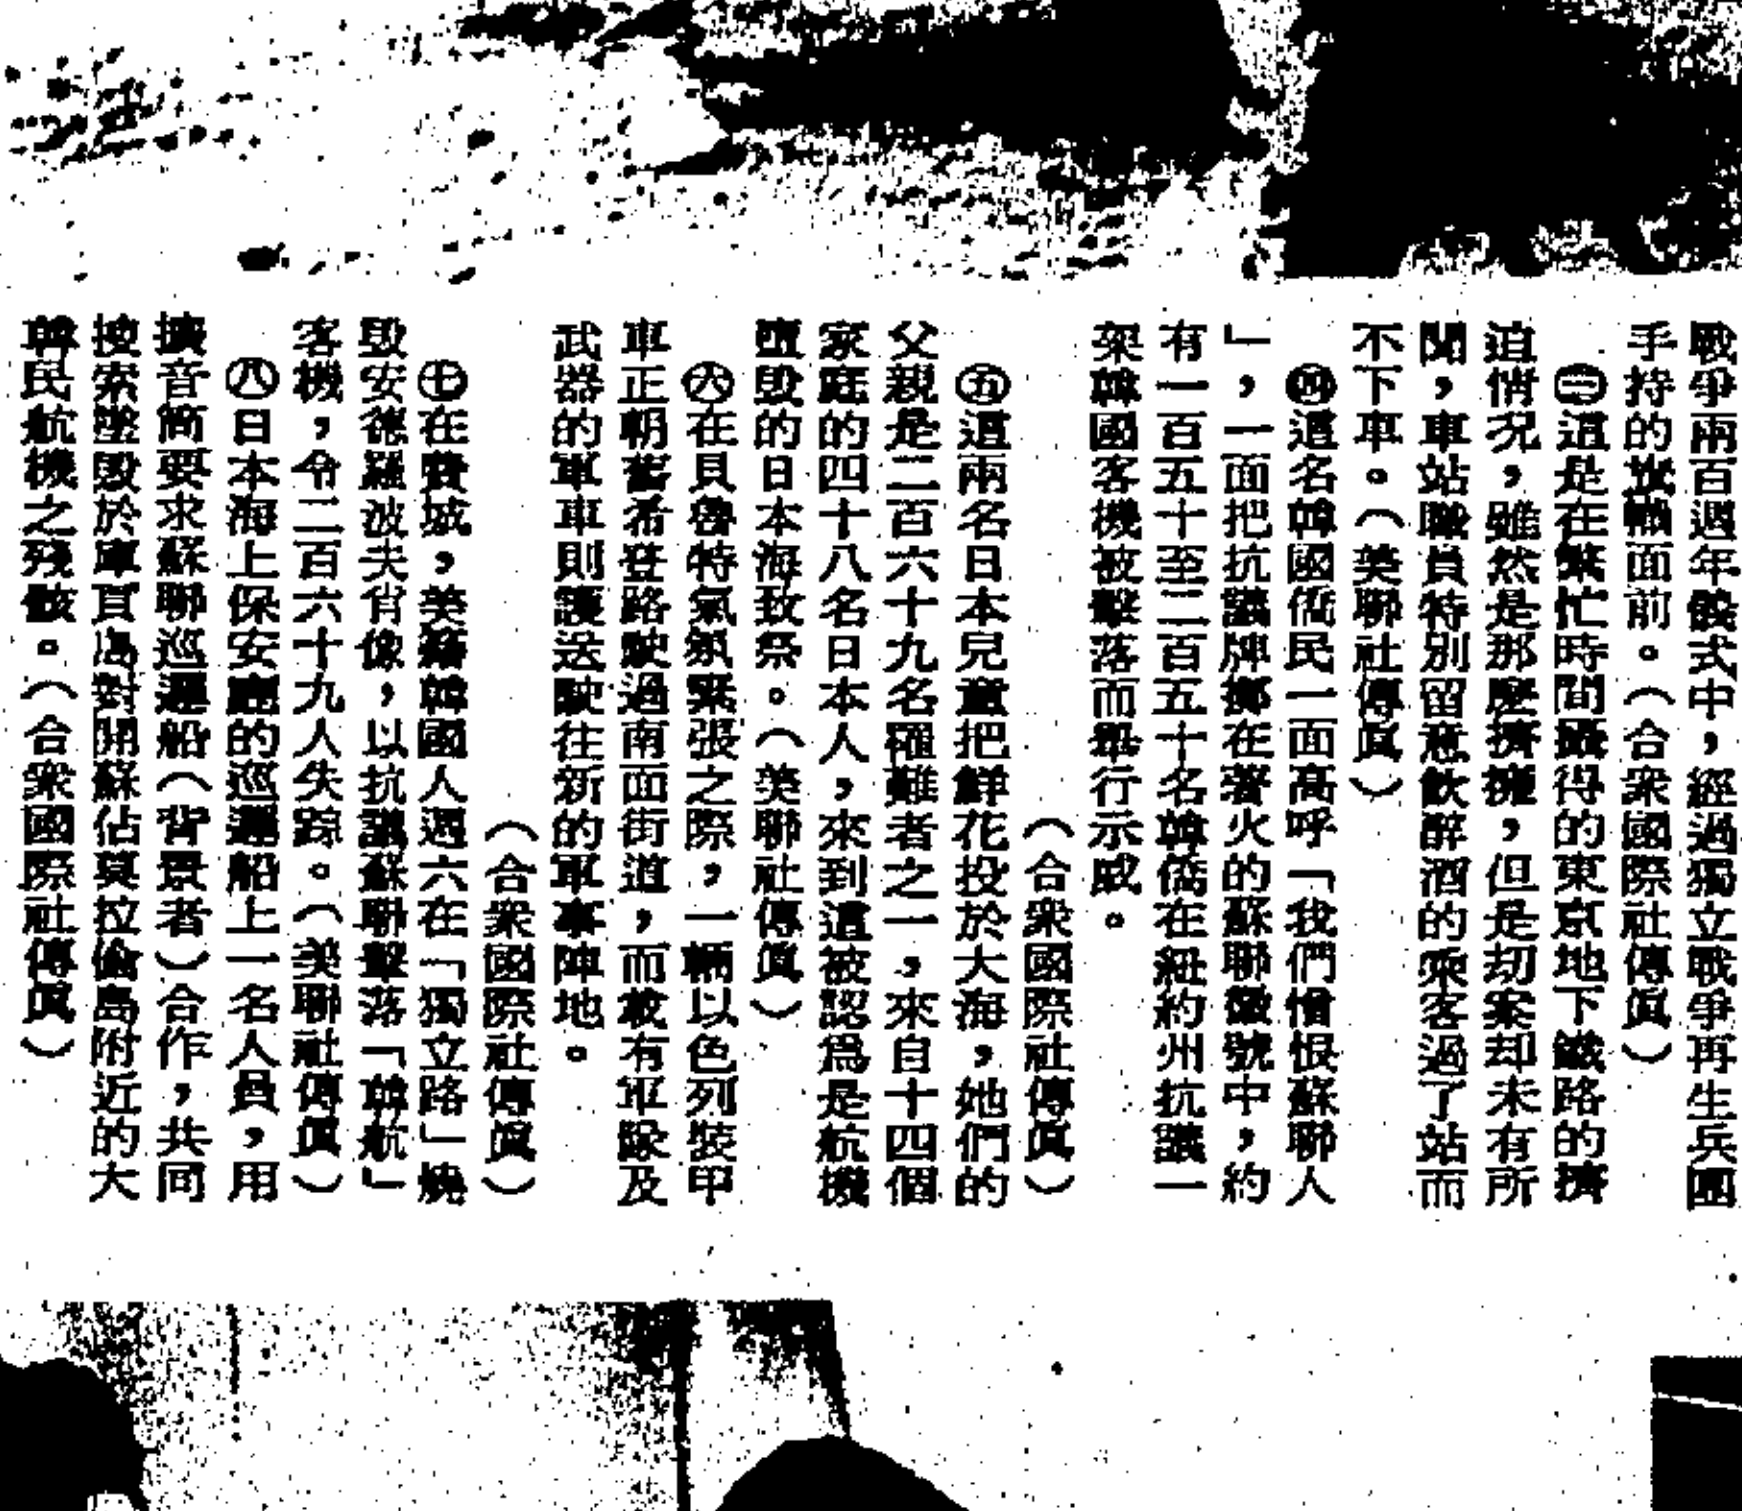 戰爭兩百週年儀式中，經過獨立戰爭再生兵團
手持的旗幟面前。（合衆國際社傳眞）
㊂這是在繁忙時間攝得的東京地下鐵路的擠
迫情況，雖然是那麼擠擁，但是刧案却未有所
聞，車站職員特別留意飲醉酒的乘客過了站而
不下車。（美聯社傳眞）
㊃這名韓國僑民一面高呼「我們憎恨蘇聯人
」，一面把抗議牌擲在著火的蘇聯徽號中，約
有一百五十至二百五十名韓僑在紐約州抗議一
架韓國客機被擊落而舉行示威。
（合衆國際社傳眞）
㊄這兩名日本兒童把鮮花投於大海，她們的
父親是二百六十九名罹難者之一，來自十四個
家庭的四十八名日本人，來到這被認爲是航機
墮毀的日本海致祭。（美聯社傳眞）
㊅在貝魯特氣氛緊張之際，一輛以色列裝甲
車正朝舊希登路駛過南面街道，而載有軍隊及
武器的軍車則護送駛往新的軍事陣地。
（合衆國際社傳眞）
㊆在費城，美籍韓國人週六在「獨立路」燒
毀安德羅波夫肖像，以抗議蘇聯擊落「韓航」
客機，令二百六十九人失踪。（美聯社傳眞）
㊇日本海上保安廳的巡邏船上一名人員，用
擴音筒要求蘇聯巡邏船（背景者）合作，共同
搜索墜毀於庫頁島對開蘇佔莫拉倫島附近的大
韓民航機之殘骸。（合衆國際社傳眞）